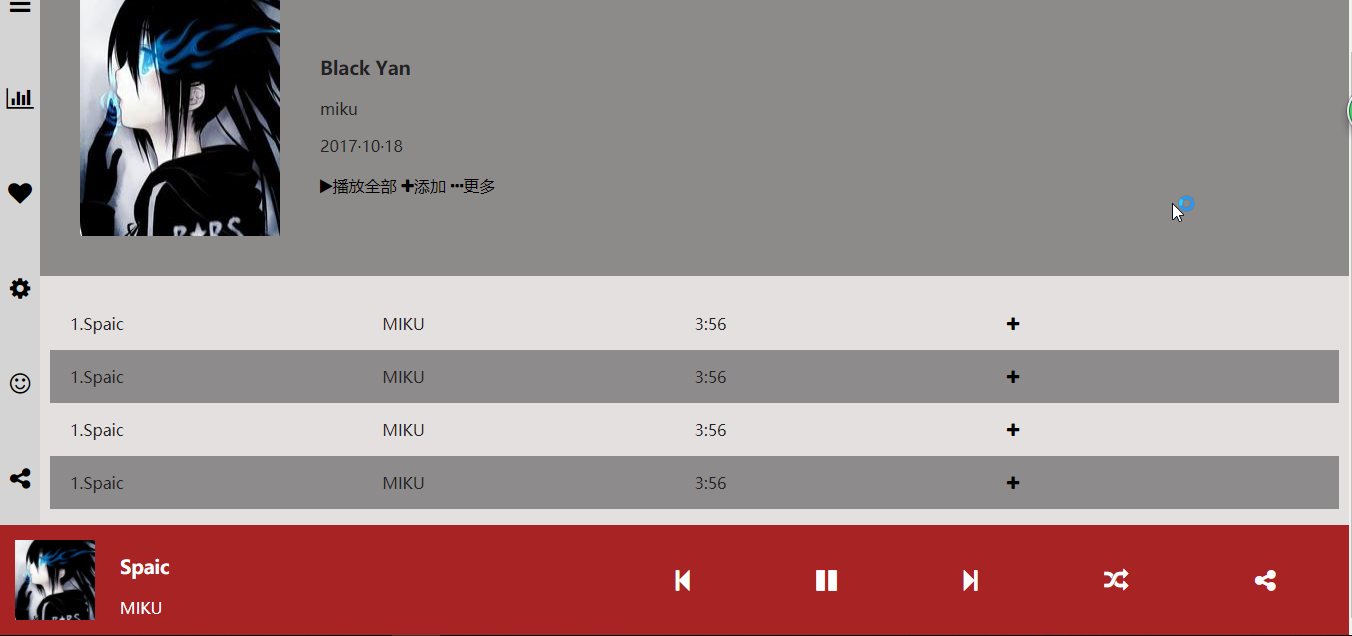 Black Yan
miku
2017·10·18
播放全部 添加 更多
1.Spaic MIKU 3:56
1.Spaic MIKU 3:56
1.Spaic MIKU 3:56
1.Spaic MIKU 3:56
Spaic
MIKU